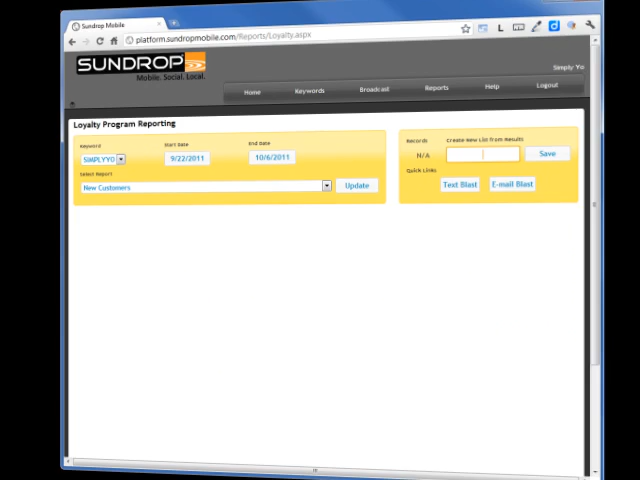 Sundrop Mobile
platform.sundropmobile.com/Reports/Loyalty.aspx
SUNDROP
Mobile. Social. Local.
Simply Yo
Home Keywords Broadcast Reports Help Logout
Loyalty Program Reporting
Keyword Start Date End Date
SIMPLYYO 9/22/2011 10/6/2011
Select Report
New Customers Update
Records Create New List from Results
N/A Save
Quick Links
Text Blast E-mail Blast